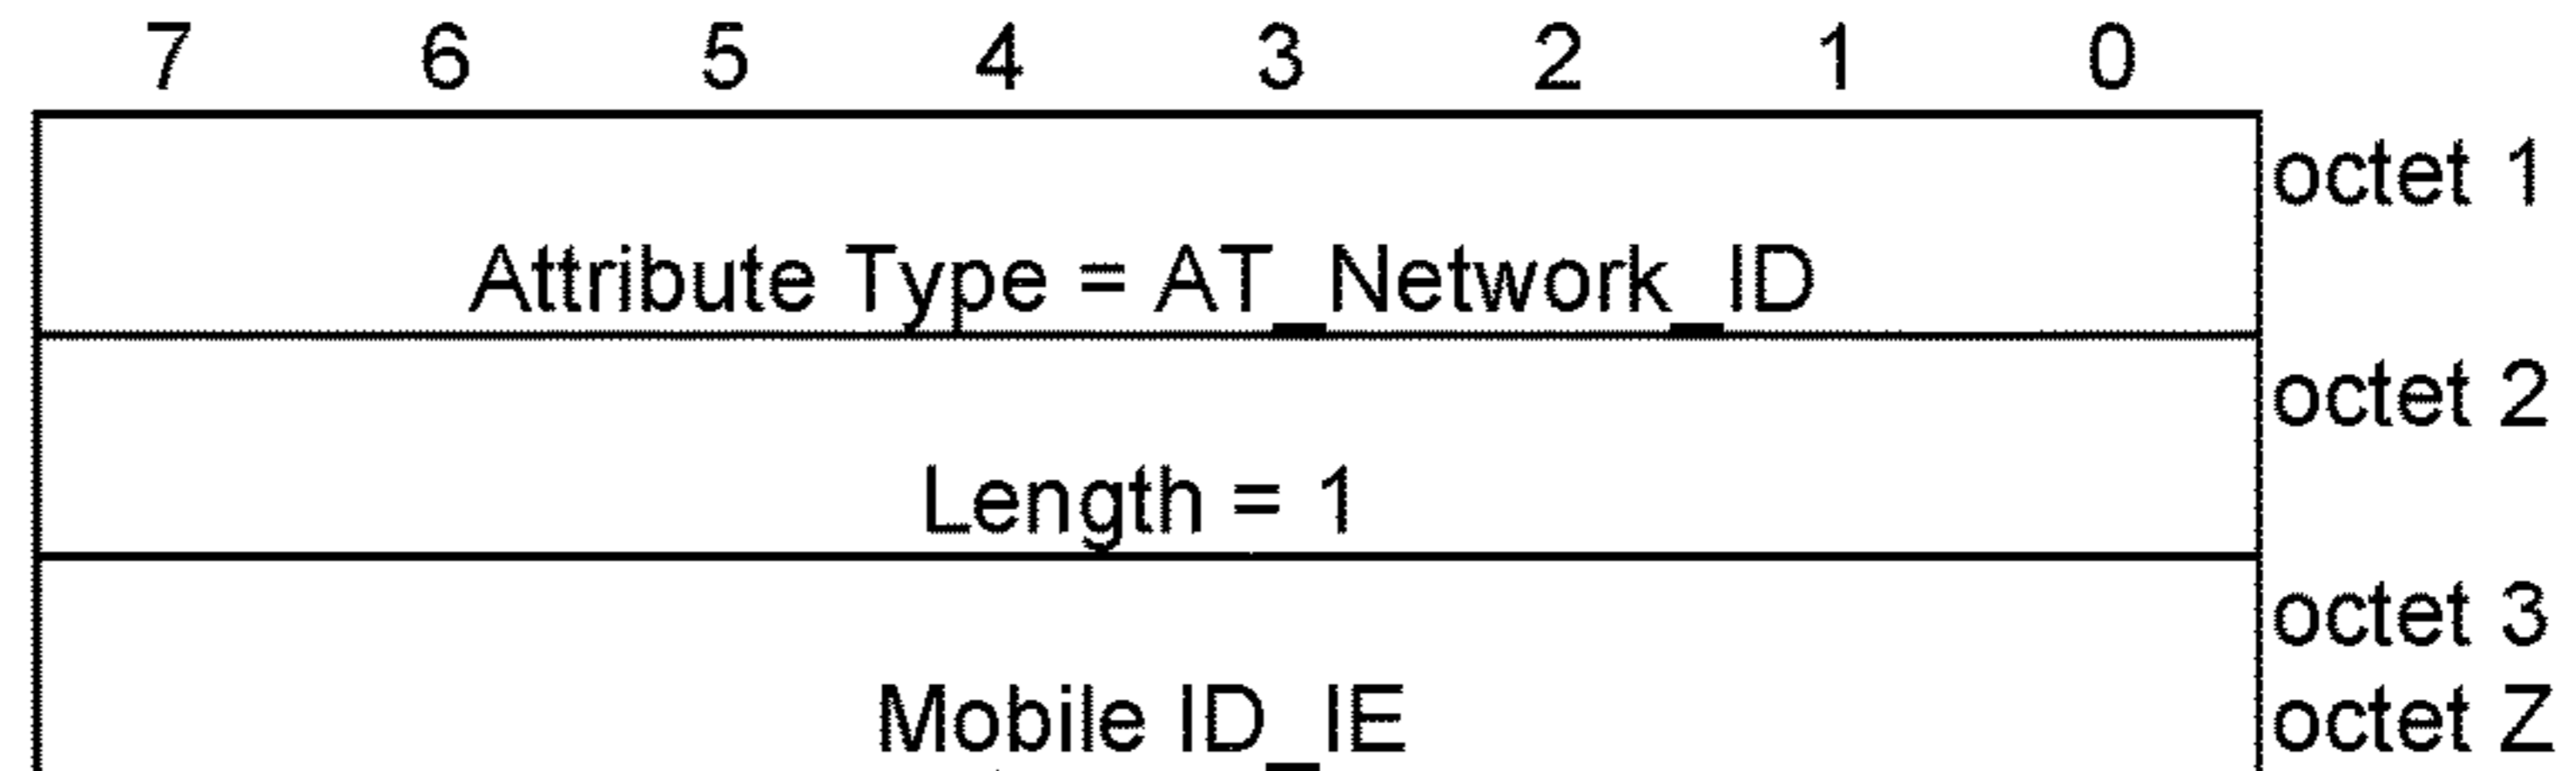 7 6 5 4 3 2 1 0
octet 1
Attribute Type = AT_Network_ID
octet 2
Length = 1
octet 3
Mobile ID_IE octet Z